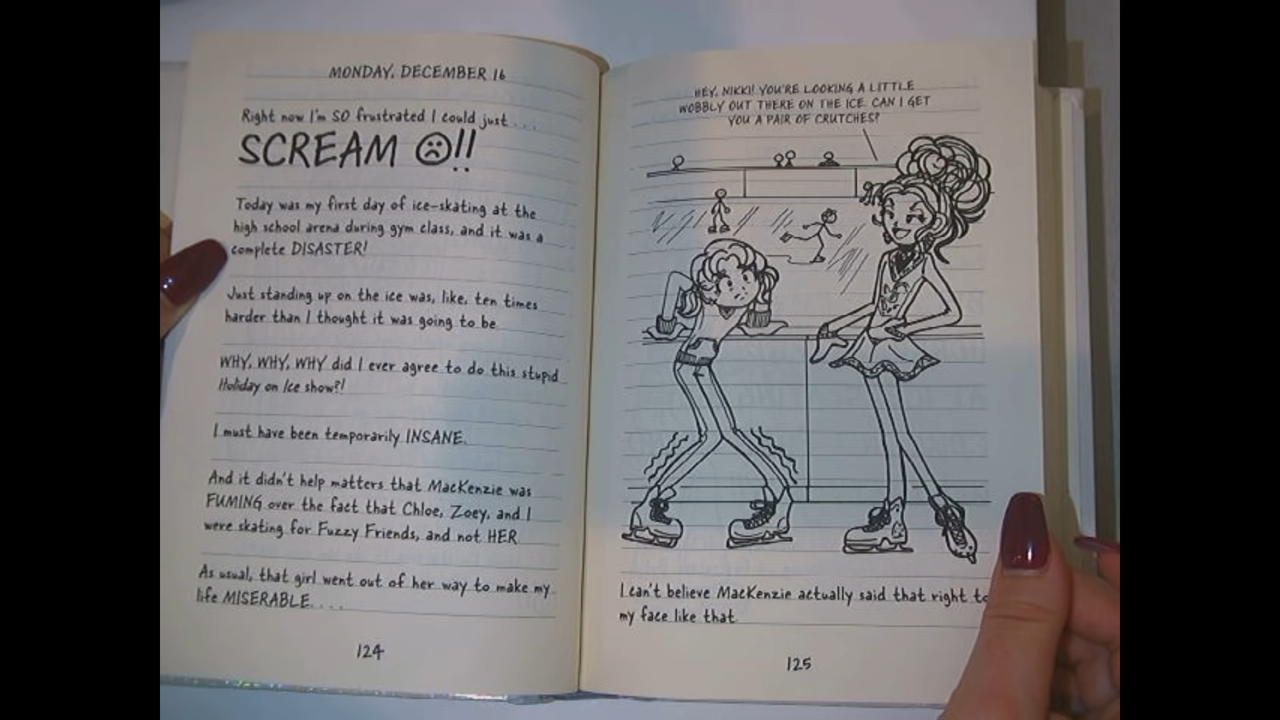 MONDAY, DECEMBER 16
Right now I'm SO frustrated I could just . . .
SCREAM ☹!!
Today was my first day of ice-skating at the
high school arena during gym class, and it was a
complete DISASTER!
Just standing up on the ice was, like, ten times
harder than I thought it was going to be.
WHY, WHY, WHY did I ever agree to do this stupid
Holiday on Ice show?!
I must have been temporarily INSANE.
And it didn't help matters that MacKenzie was
FUMING over the fact that Chloe, Zoey, and I
were skating for Fuzzy Friends, and not HER.
As usual, that girl went out of her way to make my
life MISERABLE. . . .
124
HEY, NIKKI! YOU'RE LOOKING A LITTLE
WOBBLY OUT THERE ON THE ICE. CAN I GET
YOU A PAIR OF CRUTCHES?
I can't believe MacKenzie actually said that right to
my face like that.
125